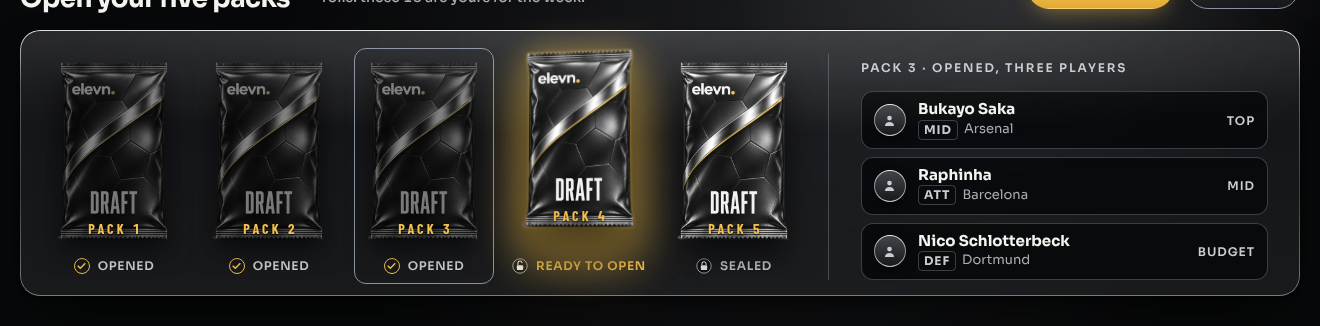 Open your five packs
elevn.
DRAFT
PACK 1
OPENED
elevn.
DRAFT
PACK 2
OPENED
elevn.
DRAFT
PACK 3
OPENED
elevn.
DRAFT
PACK 4
READY TO OPEN
elevn.
DRAFT
PACK 5
SEALED
PACK 3 · OPENED, THREE PLAYERS
Bukayo Saka
MID Arsenal
TOP
Raphinha
ATT Barcelona
MID
Nico Schlotterbeck
DEF Dortmund
BUDGET